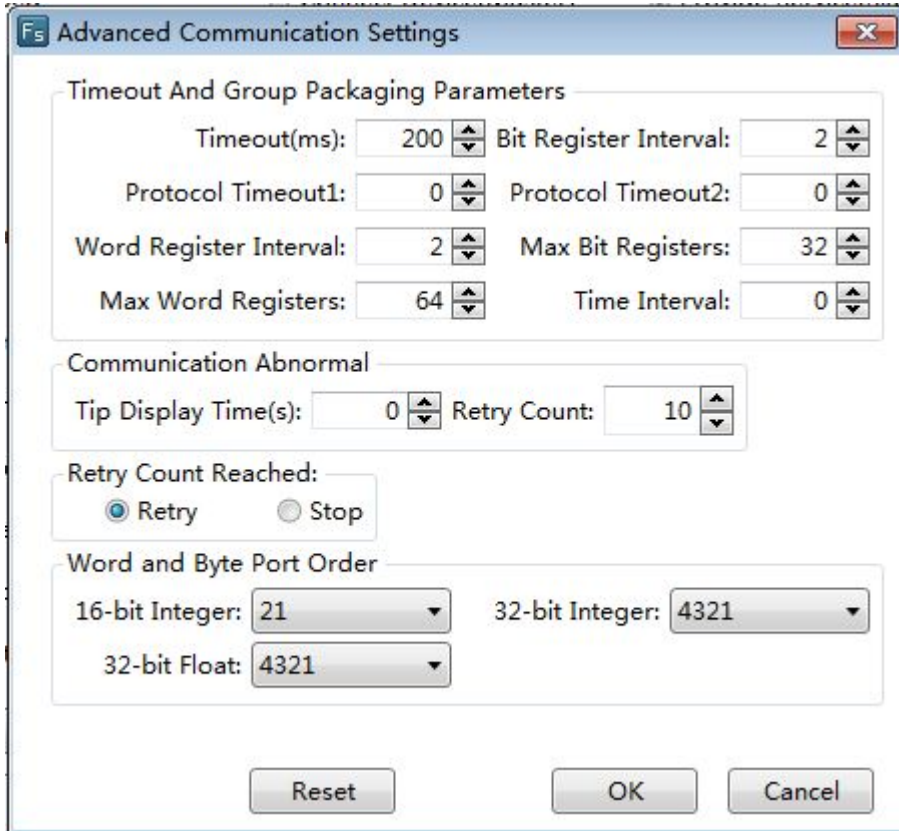 Fs Advanced Communication Settings
Timeout And Group Packaging Parameters
Timeout(ms): 200 Bit Register Interval: 2
Protocol Timeout1: 0 Protocol Timeout2: 0
Word Register Interval: 2 Max Bit Registers: 32
Max Word Registers: 64 Time Interval: 0
Communication Abnormal
Tip Display Time(s): 0 Retry Count: 10
Retry Count Reached:
Retry Stop
Word and Byte Port Order
16-bit Integer: 21 32-bit Integer: 4321
32-bit Float: 4321
Reset OK Cancel